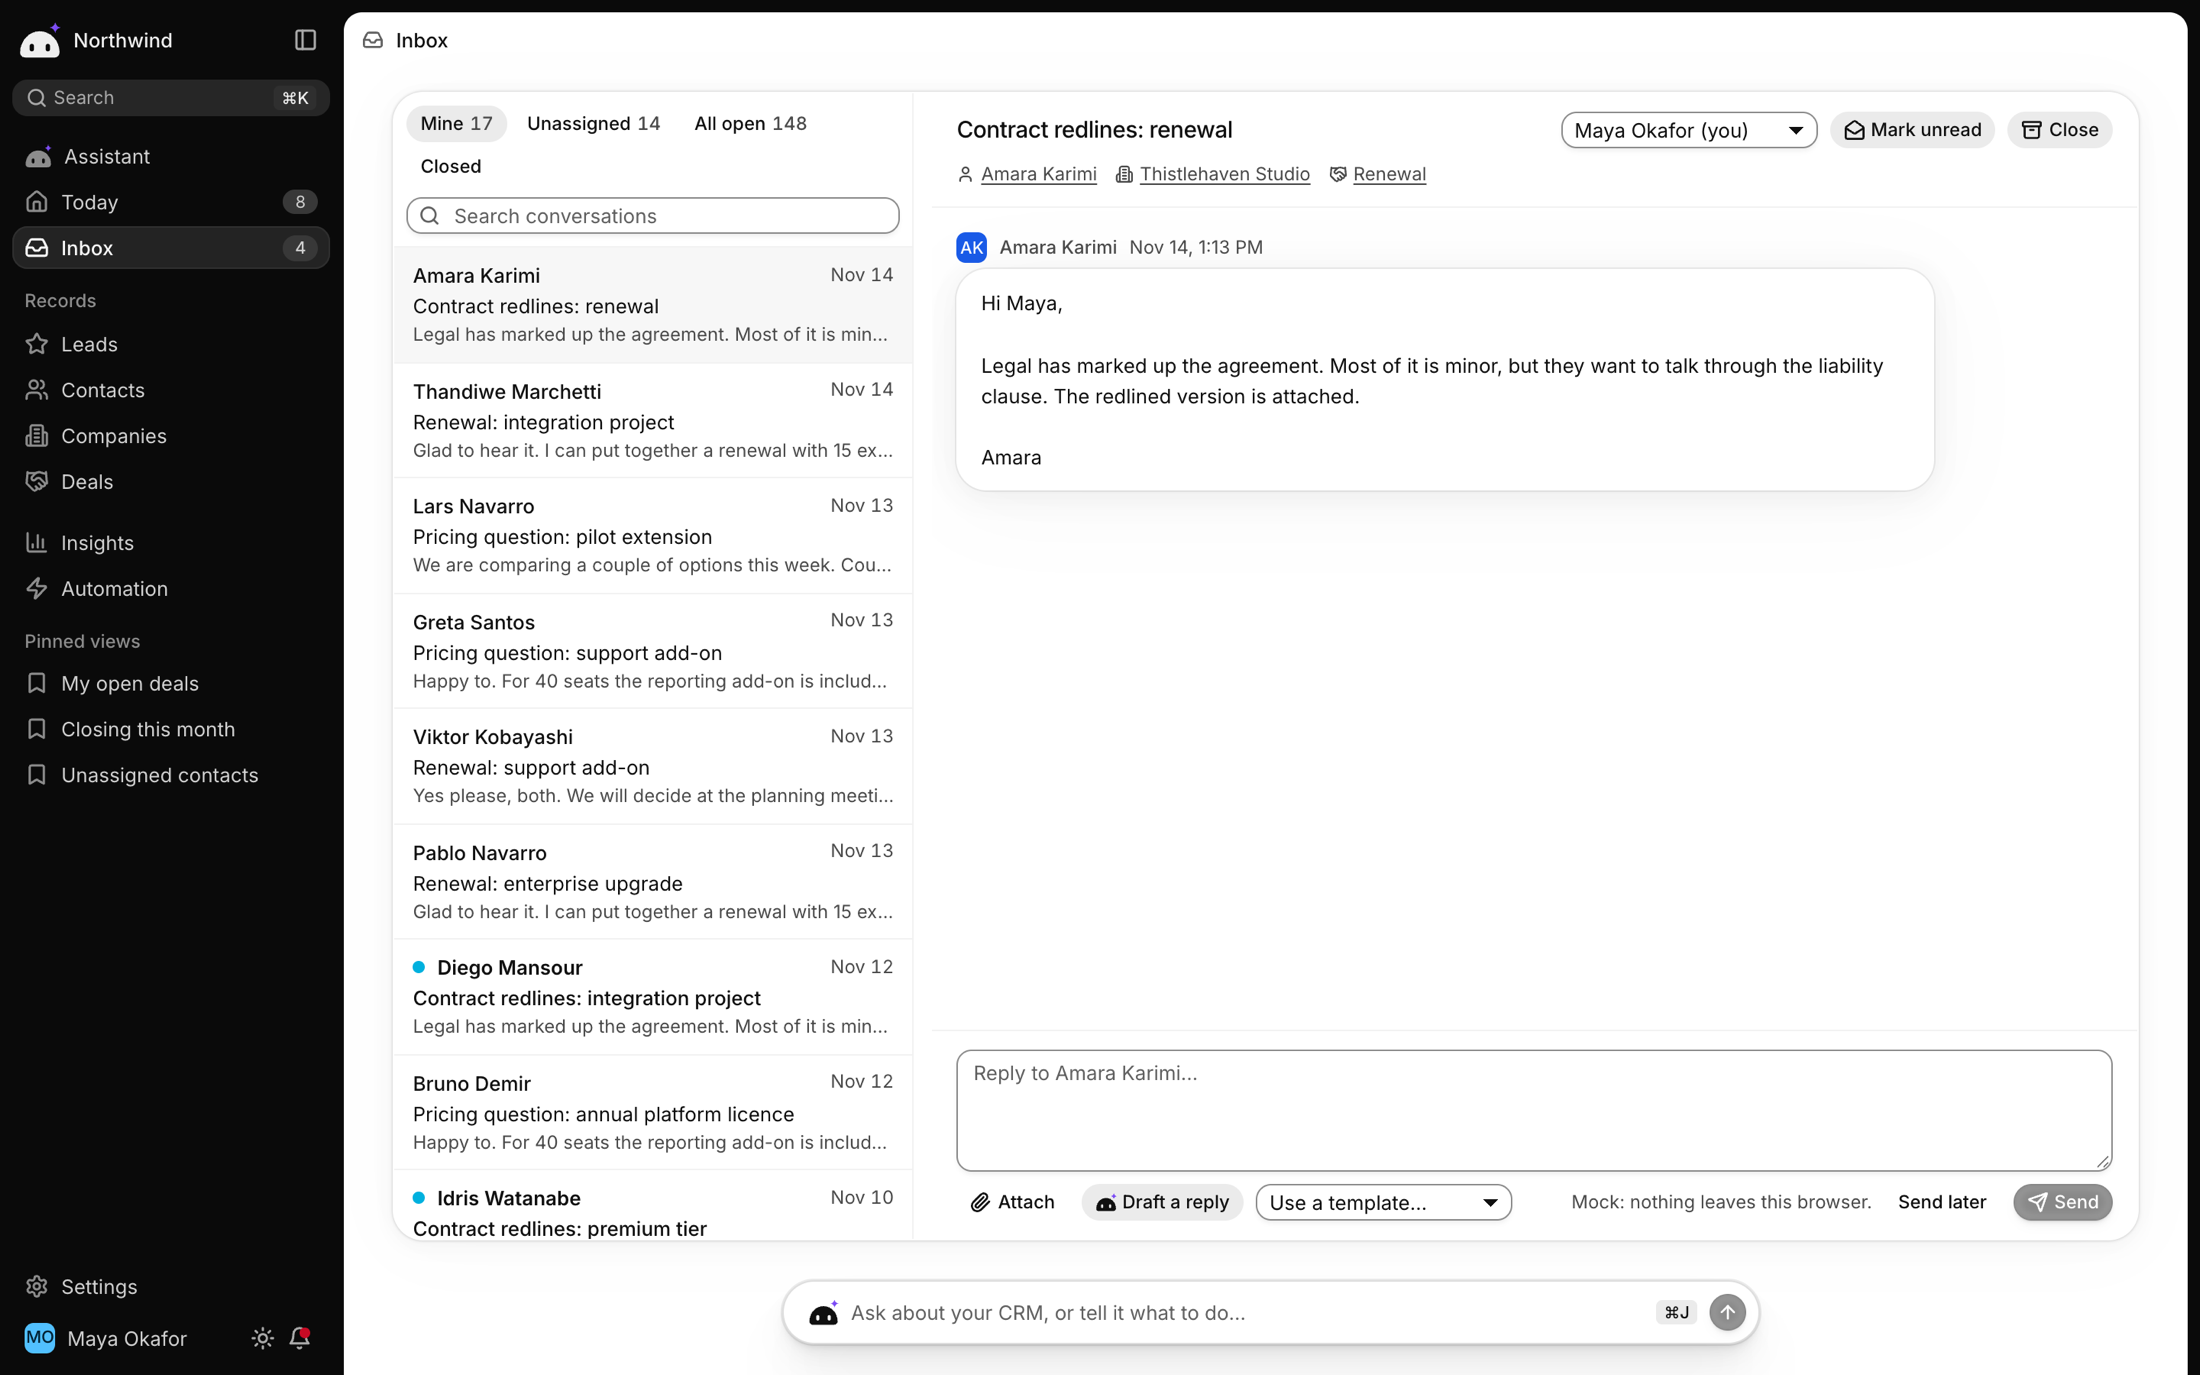 Northwind
Search ⌘K
Assistant
Today 8
Inbox 4
Records
Leads
Contacts
Companies
Deals
Insights
Automation
Pinned views
My open deals
Closing this month
Unassigned contacts
Settings
MO Maya Okafor
Inbox
Mine 17 Unassigned 14 All open 148
Closed
Search conversations
Amara Karimi Nov 14
Contract redlines: renewal
Legal has marked up the agreement. Most of it is min...
Thandiwe Marchetti Nov 14
Renewal: integration project
Glad to hear it. I can put together a renewal with 15 ex...
Lars Navarro Nov 13
Pricing question: pilot extension
We are comparing a couple of options this week. Cou...
Greta Santos Nov 13
Pricing question: support add-on
Happy to. For 40 seats the reporting add-on is includ...
Viktor Kobayashi Nov 13
Renewal: support add-on
Yes please, both. We will decide at the planning meeti...
Pablo Navarro Nov 13
Renewal: enterprise upgrade
Glad to hear it. I can put together a renewal with 15 ex...
Diego Mansour Nov 12
Contract redlines: integration project
Legal has marked up the agreement. Most of it is min...
Bruno Demir Nov 12
Pricing question: annual platform licence
Happy to. For 40 seats the reporting add-on is includ...
Idris Watanabe Nov 10
Contract redlines: premium tier
Contract redlines: renewal
Maya Okafor (you) Mark unread Close
Amara Karimi Thistlehaven Studio Renewal
AK Amara Karimi Nov 14, 1:13 PM
Hi Maya,
Legal has marked up the agreement. Most of it is minor, but they want to talk through the liability
clause. The redlined version is attached.
Amara
Reply to Amara Karimi...
Attach Draft a reply Use a template... Mock: nothing leaves this browser. Send later Send
Ask about your CRM, or tell it what to do... ⌘J